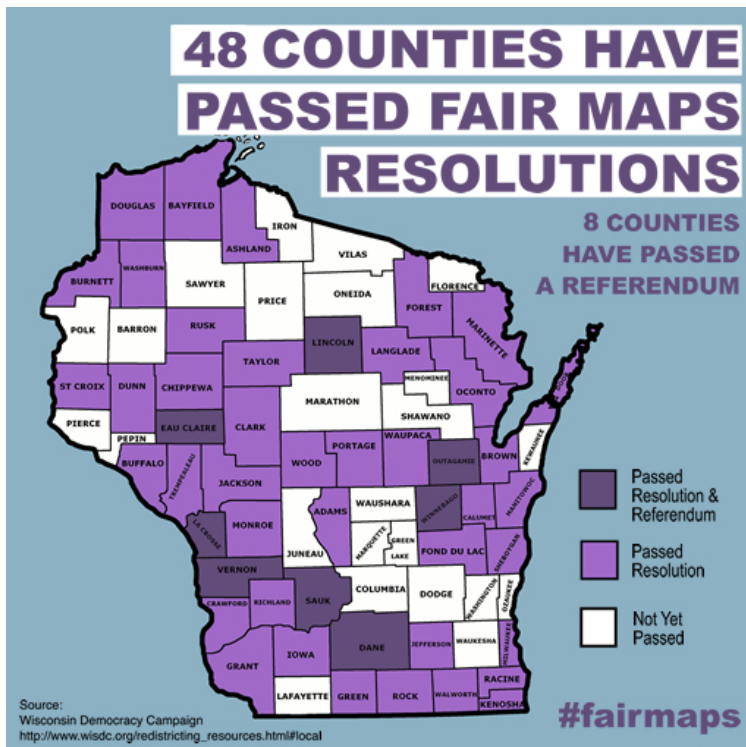 48 COUNTIES HAVE
PASSED FAIR MAPS
RESOLUTIONS
8 COUNTIES
HAVE PASSED
A REFERENDUM
DOUGLAS
BAYFIELD
ASHLAND
IRON
VILAS
BURNETT
WASHBURN
SAWYER
PRICE
ONEIDA
FLORENCE
FOREST
MARINETTE
POLK
BARRON
RUSK
LINCOLN
LANGLADE
TAYLOR
ST CROIX
DUNN
CHIPPEWA
MENOMINEE
OCONTO
DOOR
MARATHON
SHAWANO
PIERCE
PEPIN
EAU CLAIRE
CLARK
BUFFALO
TREMPEALEAU
JACKSON
WOOD
PORTAGE
WAUPACA
OUTAGAMIE
BROWN
KEWAUNEE
LA CROSSE
MONROE
JUNEAU
ADAMS
WAUSHARA
WINNEBAGO
CALUMET
MANITOWOC
MARQUETTE
GREEN
LAKE
FOND DU LAC
SHEBOYGAN
VERNON
CRAWFORD
RICHLAND
SAUK
COLUMBIA
DODGE
WASHINGTON
OZAUKEE
GRANT
IOWA
DANE
JEFFERSON
WAUKESHA
MILWAUKEE
LAFAYETTE
GREEN
ROCK
WALWORTH
RACINE
KENOSHA
Passed
Resolution &
Referendum
Passed
Resolution
Not Yet
Passed
Source:
Wisconsin Democracy Campaign
http://www.wisdc.org/redistricting_resources.html#local
#fairmaps